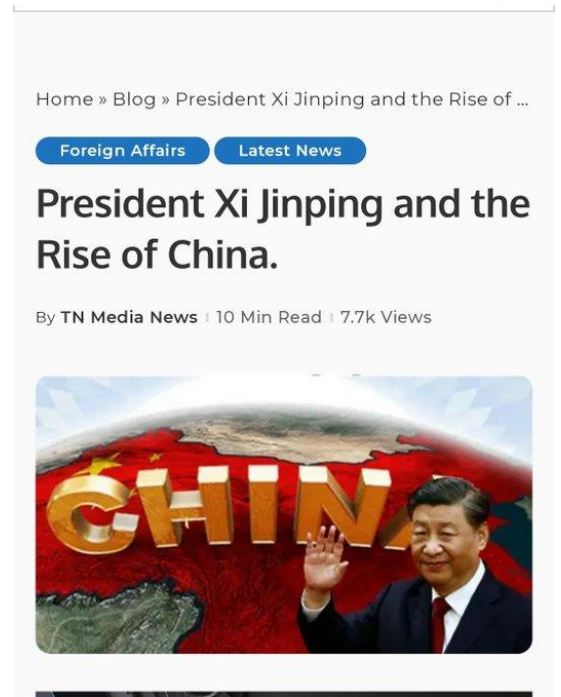 Home » Blog » President Xi Jinping and the Rise of ...
Foreign Affairs Latest News
President Xi Jinping and the
Rise of China.
By TN Media News 10 Min Read 7.7k Views
CHINA